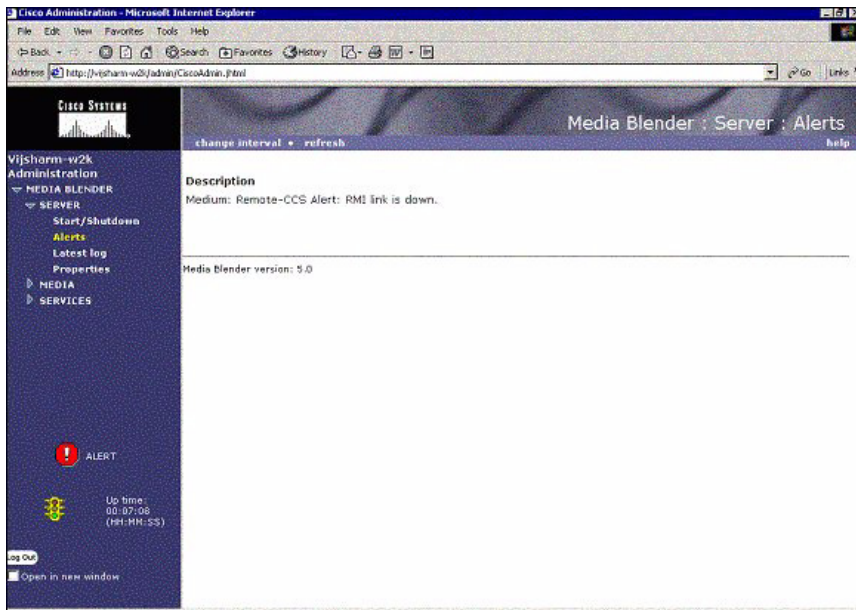 Cisco Administration - Microsoft Internet Explorer
File Edit View Favorites Tools Help
Back Search Favorites History
Address http://vijsharm-w2k/admin/CiscoAdmin.jhtml Go Links
CISCO SYSTEMS
Media Blender : Server : Alerts
change interval • refresh help
Vijsharm-w2k
Administration
MEDIA BLENDER
SERVER
Start/Shutdown
Alerts
Latest log
Properties
MEDIA
SERVICES
Description
Medium: Remote-CCS Alert: RMI link is down.
Media Blender version: 5.0
ALERT
Up time:
00:07:08
(HH:MM:SS)
Log Out
Open in new window